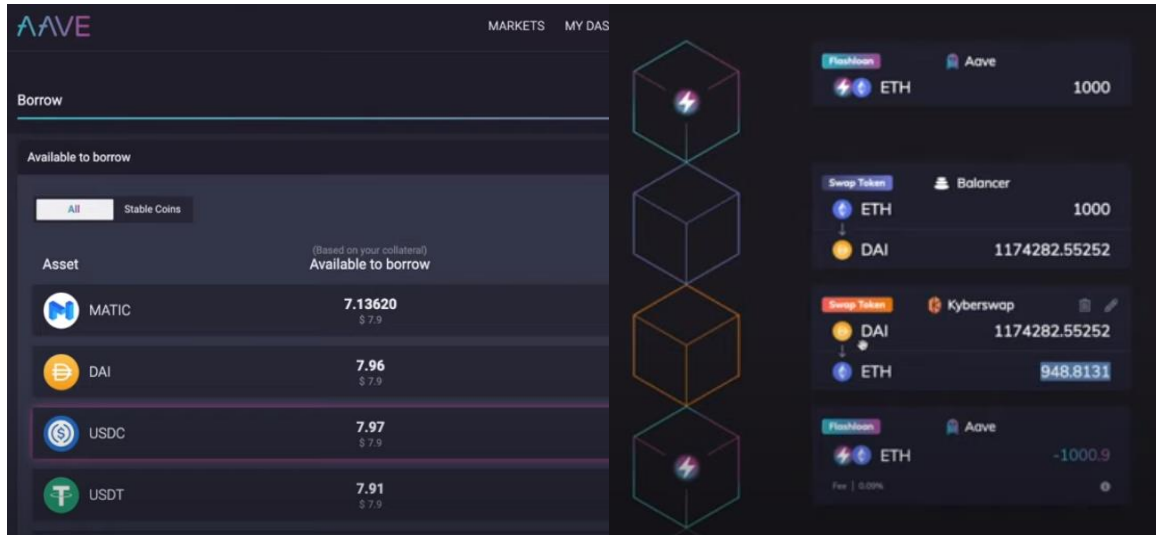 AAVE
MARKETS MY DAS
Borrow
Available to borrow
All Stable Coins
(Based on your collateral)
Asset Available to borrow
MATIC 7.13620
$ 7.9
DAI 7.96
$ 7.9
USDC 7.97
$ 7.9
USDT 7.91
$ 7.9
Flashloan Aave
ETH 1000
Swap Token Balancer
ETH 1000
DAI 1174282.55252
Swap Token Kyberswap
DAI 1174282.55252
ETH 948.8131
Flashloan Aave
ETH -1000.9
Fee | 0.09%